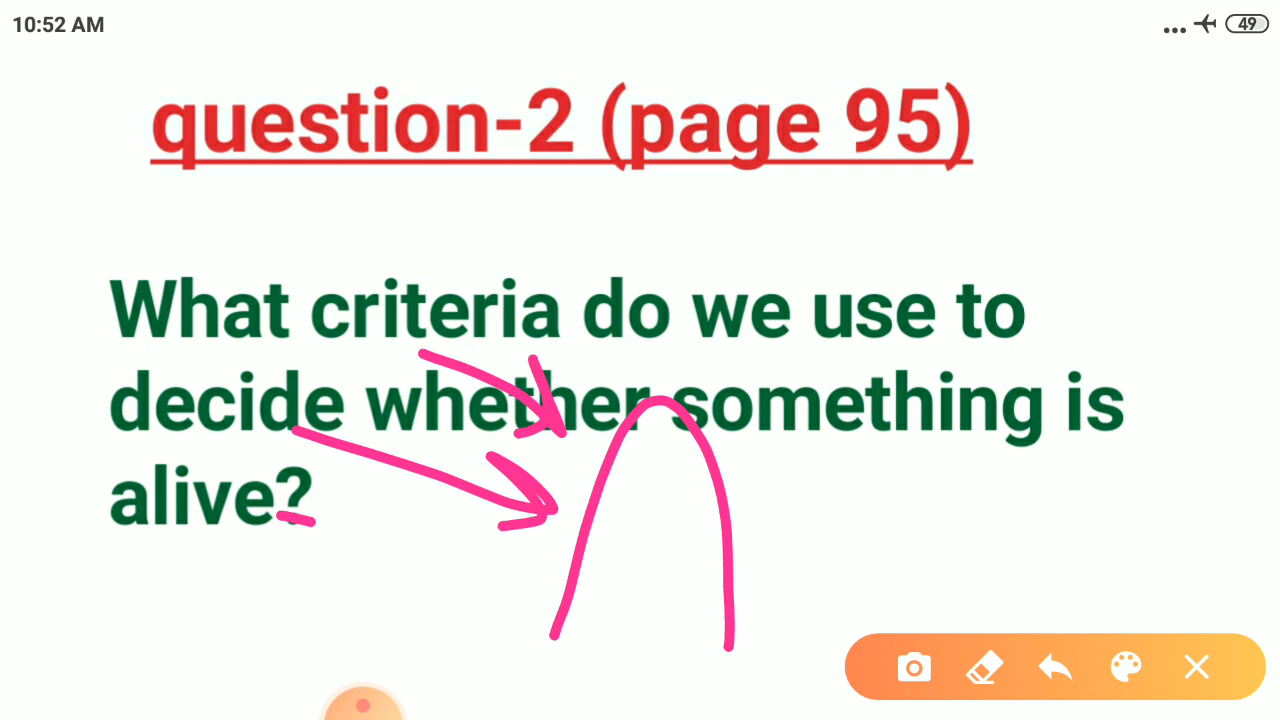 10:52 AM
49
question-2 (page 95)
What criteria do we use to
decide whether something is
alive?